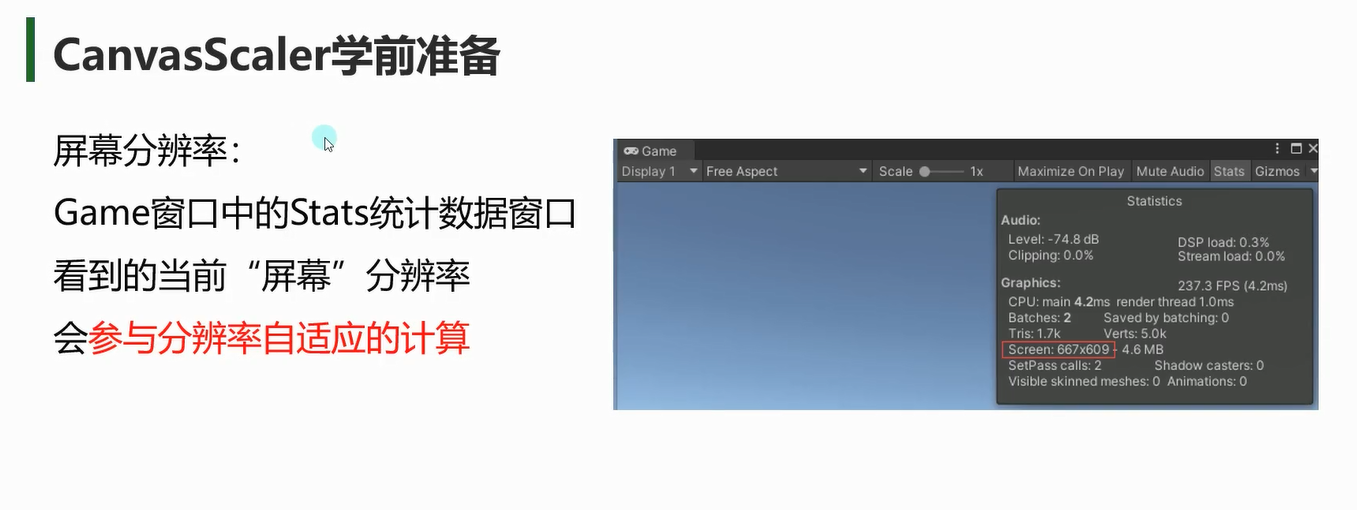 CanvasScaler学前准备
屏幕分辨率：
Game窗口中的Stats统计数据窗口
看到的当前“屏幕”分辨率
会参与分辨率自适应的计算
Game
Display 1 Free Aspect Scale 1x Maximize On Play Mute Audio Stats Gizmos
Statistics
Audio:
Level: -74.8 dB DSP load: 0.3%
Clipping: 0.0% Stream load: 0.0%
Graphics: 237.3 FPS (4.2ms)
CPU: main 4.2ms render thread 1.0ms
Batches: 2 Saved by batching: 0
Tris: 1.7k Verts: 5.0k
Screen: 667x609 - 4.6 MB
SetPass calls: 2 Shadow casters: 0
Visible skinned meshes: 0 Animations: 0